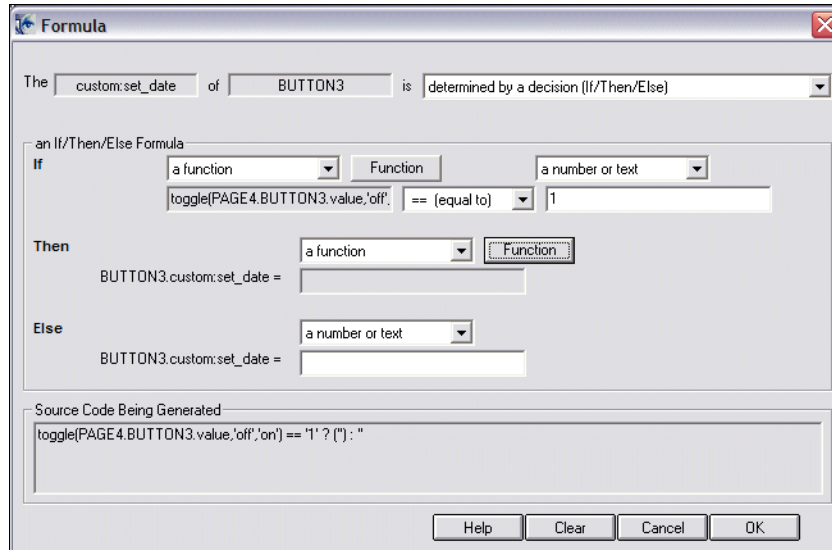 Formula
The custom:set_date of BUTTON3 is determined by a decision (If/Then/Else)
an If/Then/Else Formula
If a function Function a number or text
toggle(PAGE4.BUTTON3.value,'off', == (equal to) 1
Then a function Function
BUTTON3.custom:set_date =
Else a number or text
BUTTON3.custom:set_date =
Source Code Being Generated
toggle(PAGE4.BUTTON3.value,'off','on') == '1' ? ('') : ''
Help Clear Cancel OK